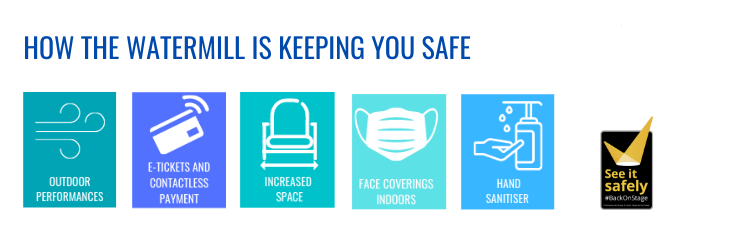 HOW THE WATERMILL IS KEEPING YOU SAFE
OUTDOOR
PERFORMANCES
E-TICKETS AND
CONTACTLESS
PAYMENT
INCREASED
SPACE
FACE COVERINGS
INDOORS
HAND
SANITISER
See it
safely
#BackOnStage